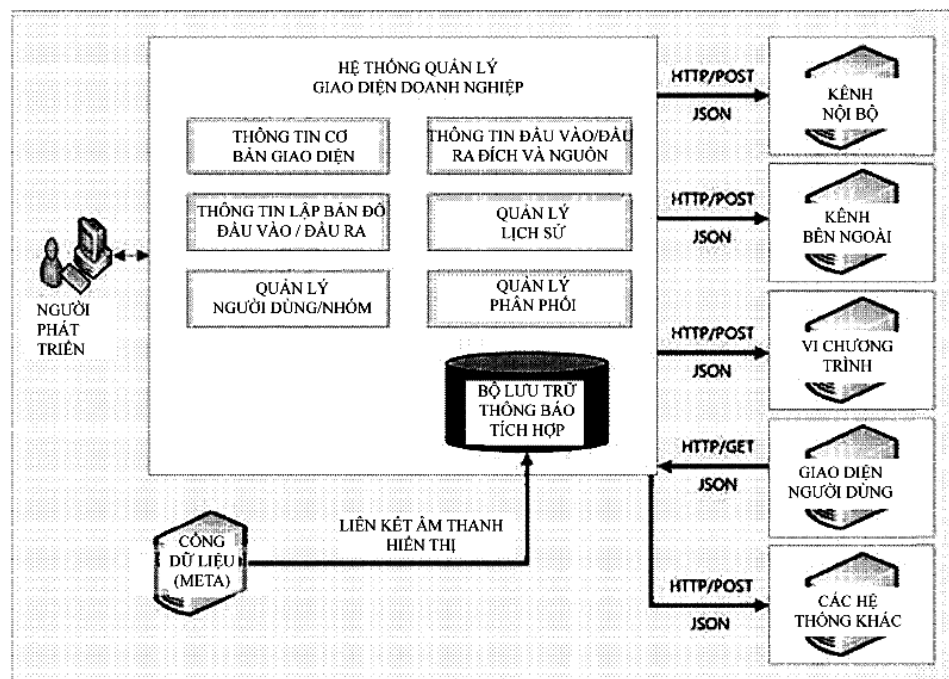 HỆ THỐNG QUẢN LÝ
GIAO DIỆN DOANH NGHIỆP
THÔNG TIN CƠ
BẢN GIAO DIỆN
THÔNG TIN ĐẦU VÀO/ĐẦU
RA ĐÍCH VÀ NGUỒN
THÔNG TIN LẬP BẢN ĐỒ
ĐẦU VÀO / ĐẦU RA
QUẢN LÝ
LỊCH SỬ
QUẢN LÝ
NGƯỜI DÙNG/NHÓM
QUẢN LÝ
PHÂN PHỐI
BỘ LƯU TRỮ
THÔNG BÁO
TÍCH HỢP
NGƯỜI
PHÁT
TRIỂN
LIÊN KẾT ÂM THANH
HIỂN THỊ
CỔNG
DỮ LIỆU
(META)
HTTP/POST
JSON
KÊNH
NỘI BỘ
HTTP/POST
JSON
KÊNH
BÊN NGOÀI
HTTP/POST
JSON
VI CHƯƠNG
TRÌNH
HTTP/GET
JSON
GIAO DIỆN
NGƯỜI DÙNG
HTTP/POST
JSON
CÁC HỆ
THỐNG KHÁC